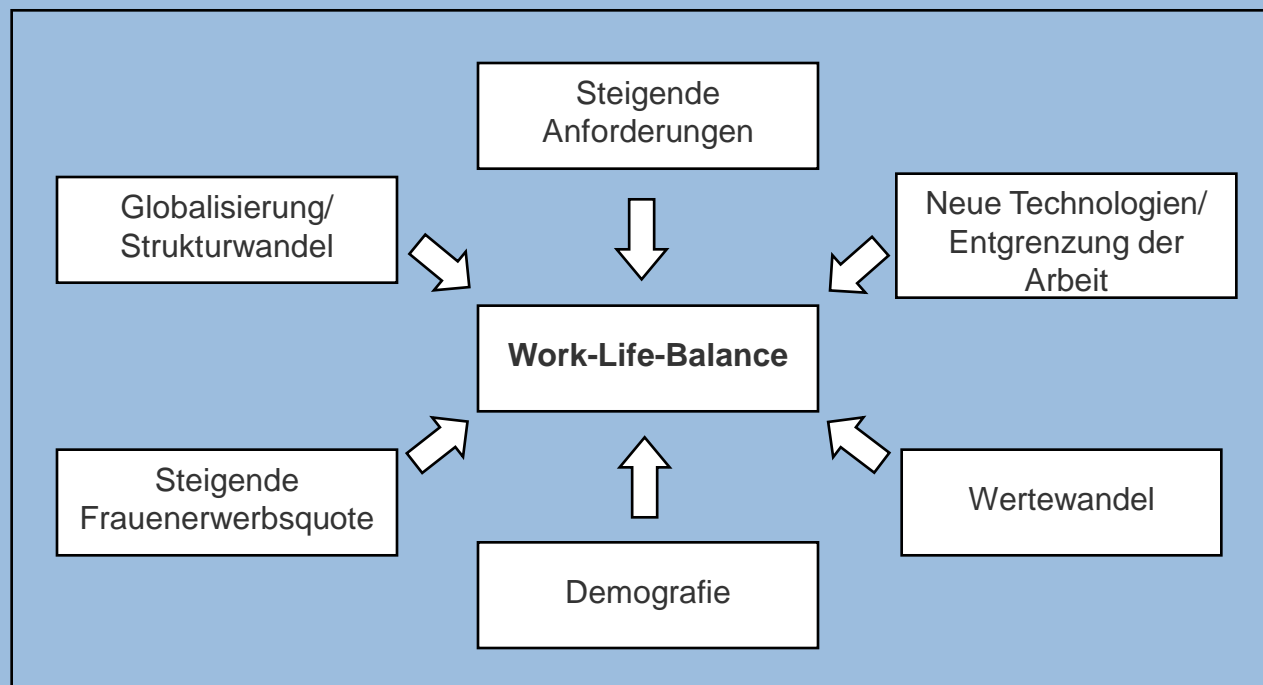 Steigende
Anforderungen
Globalisierung/
Strukturwandel
Neue Technologien/
Entgrenzung der
Arbeit
Work-Life-Balance
Steigende
Frauenerwerbsquote
Wertewandel
Demografie